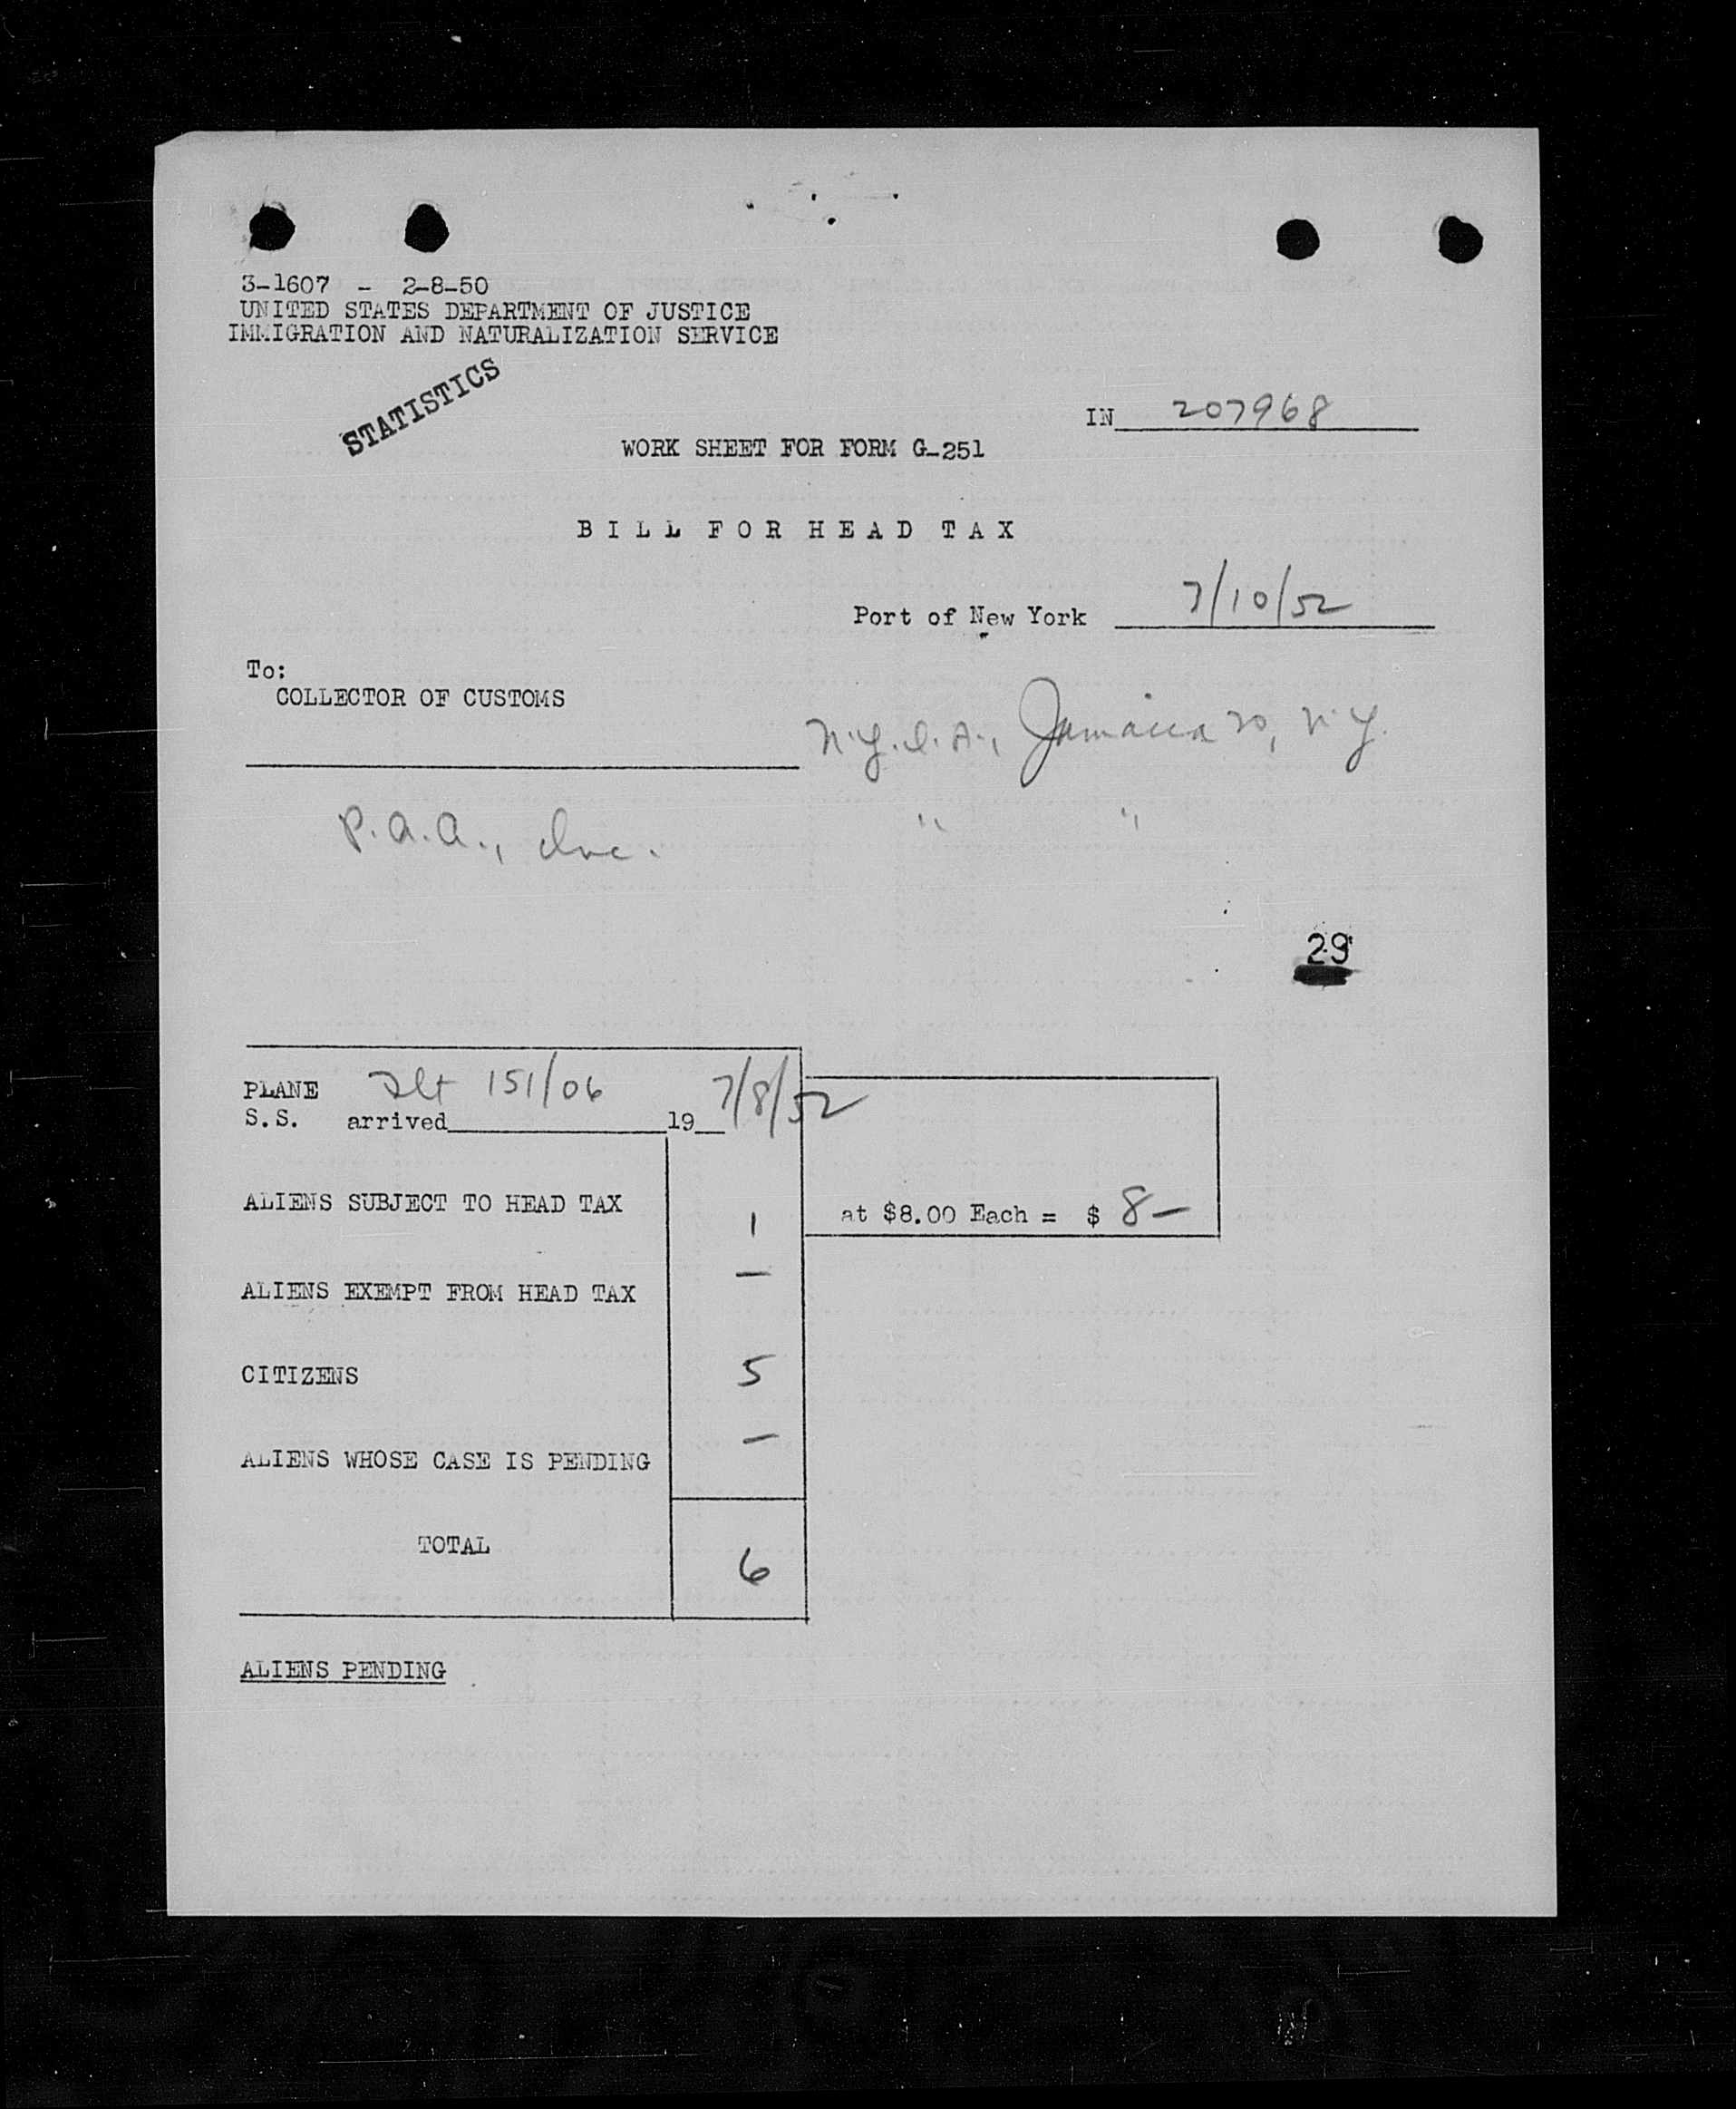 3-1607 - 2-8-50
UNITED STATES DEPARTMENT OF JUSTICE
IMMIGRATION AND NATURALIZATION SERVICE
STATISTICS
IN 207968
WORK SHEET FOR FORM G-251
BILL FOR HEAD TAX
Port of New York 7/10/52
To:
COLLECTOR OF CUSTOMS
N.Y.I.A., Jamaica 30, N.Y.
P.A.A., Inc. " "
29
PLANE Flt 151/06 7/8/52
S.S. arrived 19
ALIENS SUBJECT TO HEAD TAX 1 at $8.00 Each = $ 8—
ALIENS EXEMPT FROM HEAD TAX —
CITIZENS 5
ALIENS WHOSE CASE IS PENDING —
TOTAL 6
ALIENS PENDING